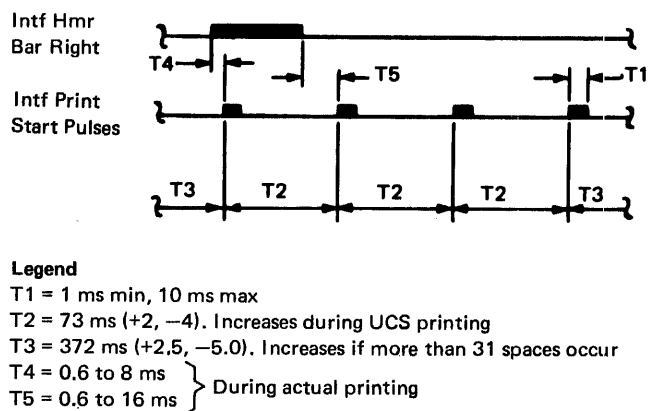 Intf Hmr
Bar Right
T4
T5
T1
Intf Print
Start Pulses
T3 T2 T2 T2 T3
Legend
T1 = 1 ms min, 10 ms max
T2 = 73 ms (+2, −4). Increases during UCS printing
T3 = 372 ms (+2,5, −5.0). Increases if more than 31 spaces occur
T4 = 0.6 to 8 ms
T5 = 0.6 to 16 ms
During actual printing